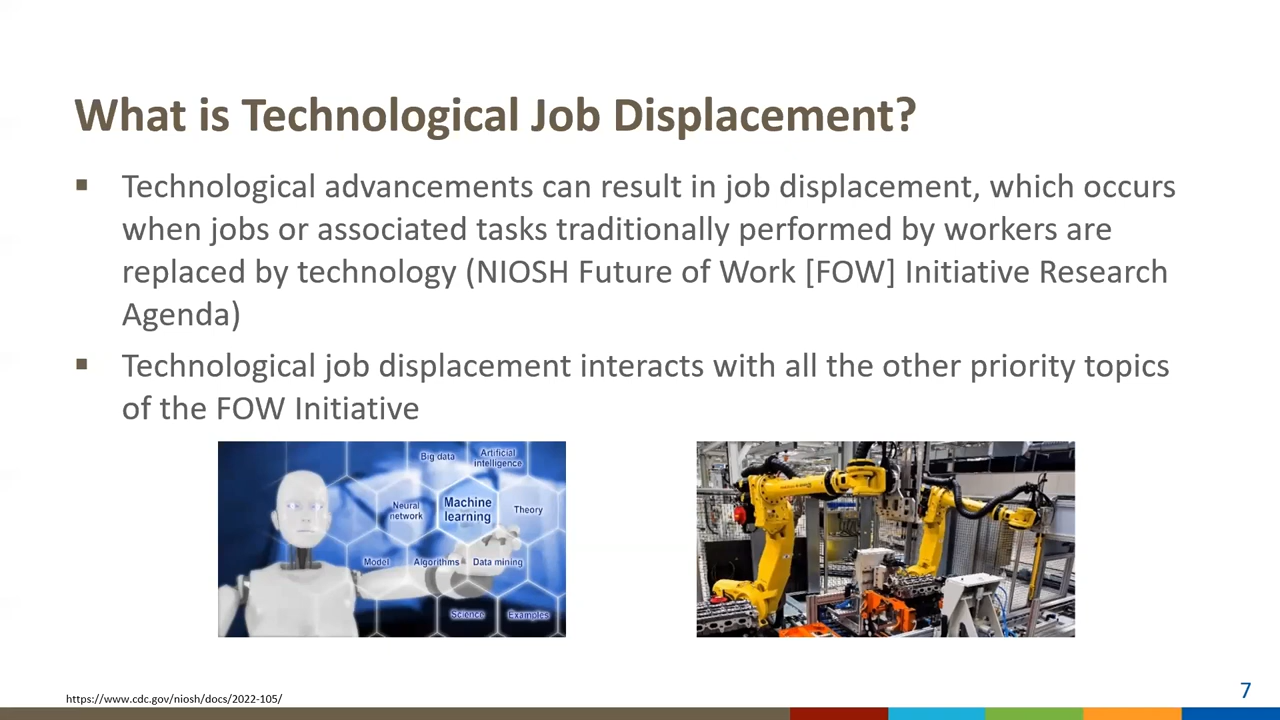 What is Technological Job Displacement?
▪ Technological advancements can result in job displacement, which occurs
when jobs or associated tasks traditionally performed by workers are
replaced by technology (NIOSH Future of Work [FOW] Initiative Research
Agenda)
▪ Technological job displacement interacts with all the other priority topics
of the FOW Initiative
Big data
Artificial
intelligence
Neural
network
Machine
learning
Theory
Model
Algorithms
Data mining
Science
Examples
https://www.cdc.gov/niosh/docs/2022-105/
7